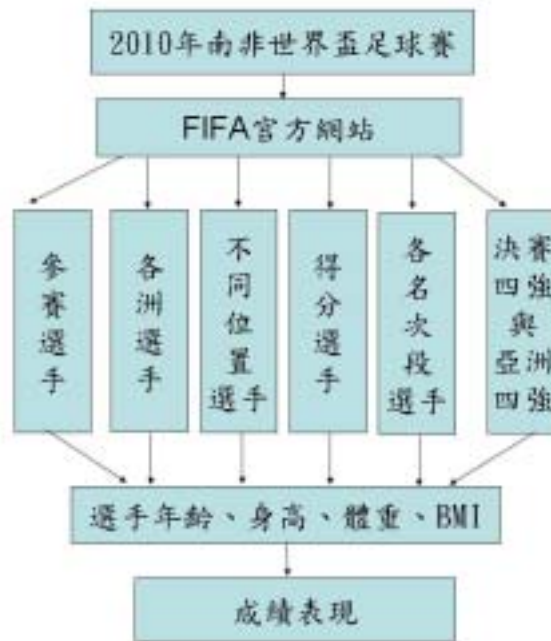 2010年南非世界盃足球賽
FIFA官方網站
參賽選手
各洲選手
不同位置選手
得分選手
各名次段選手
決賽四強與亞洲四強
選手年齡、身高、體重、BMI
成績表現